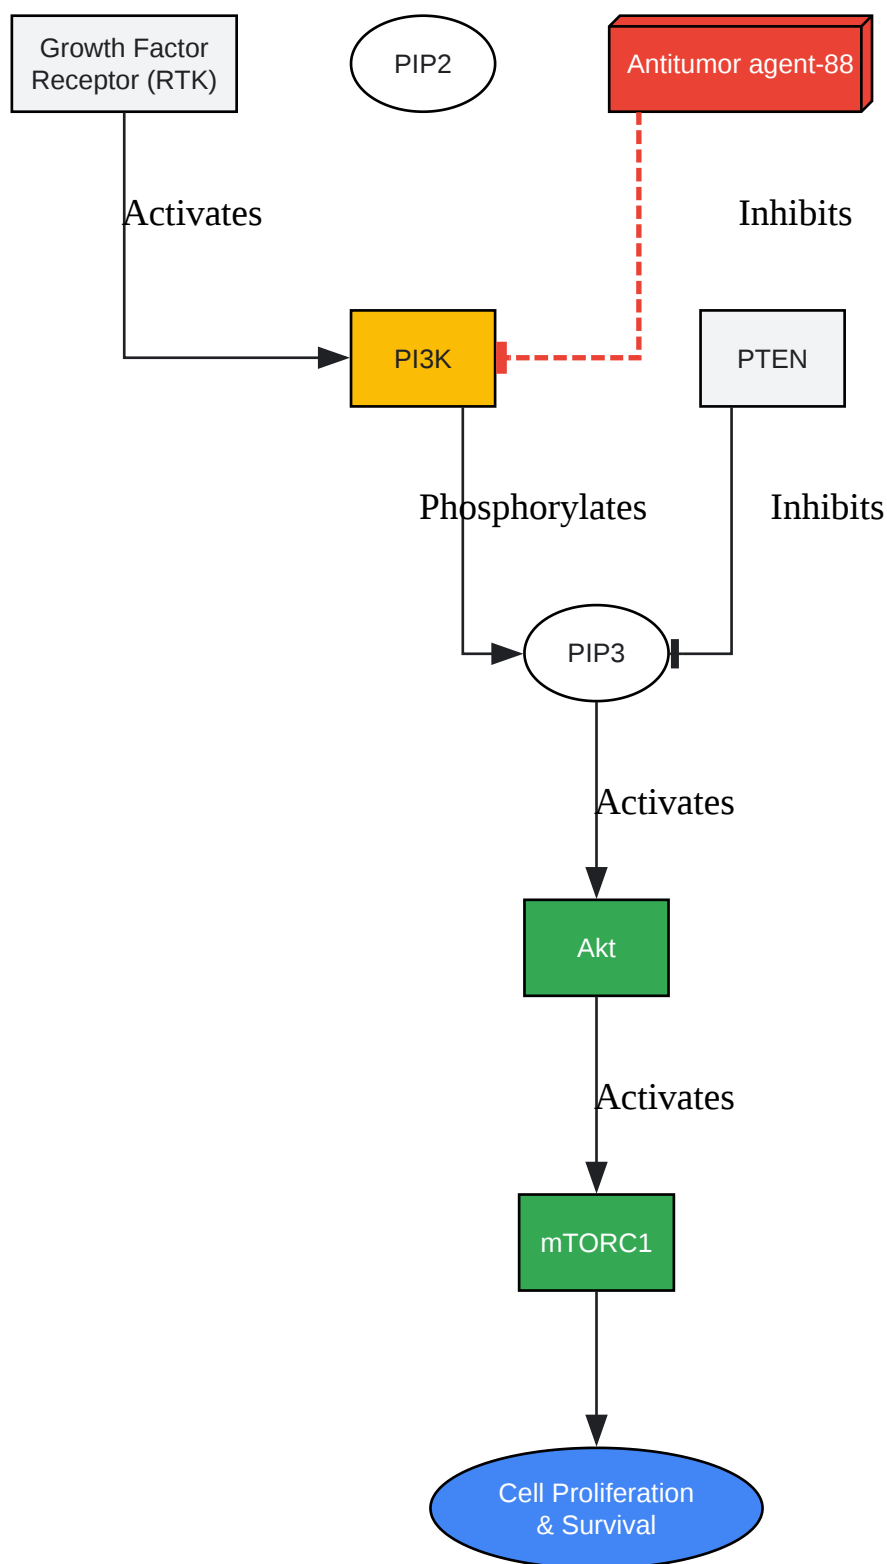 Growth Factor
Receptor (RTK)
PIP2
Antitumor agent-88
Activates
Inhibits
PI3K
PTEN
Phosphorylates
Inhibits
PIP3
Activates
Akt
Activates
mTORC1
Cell Proliferation
& Survival